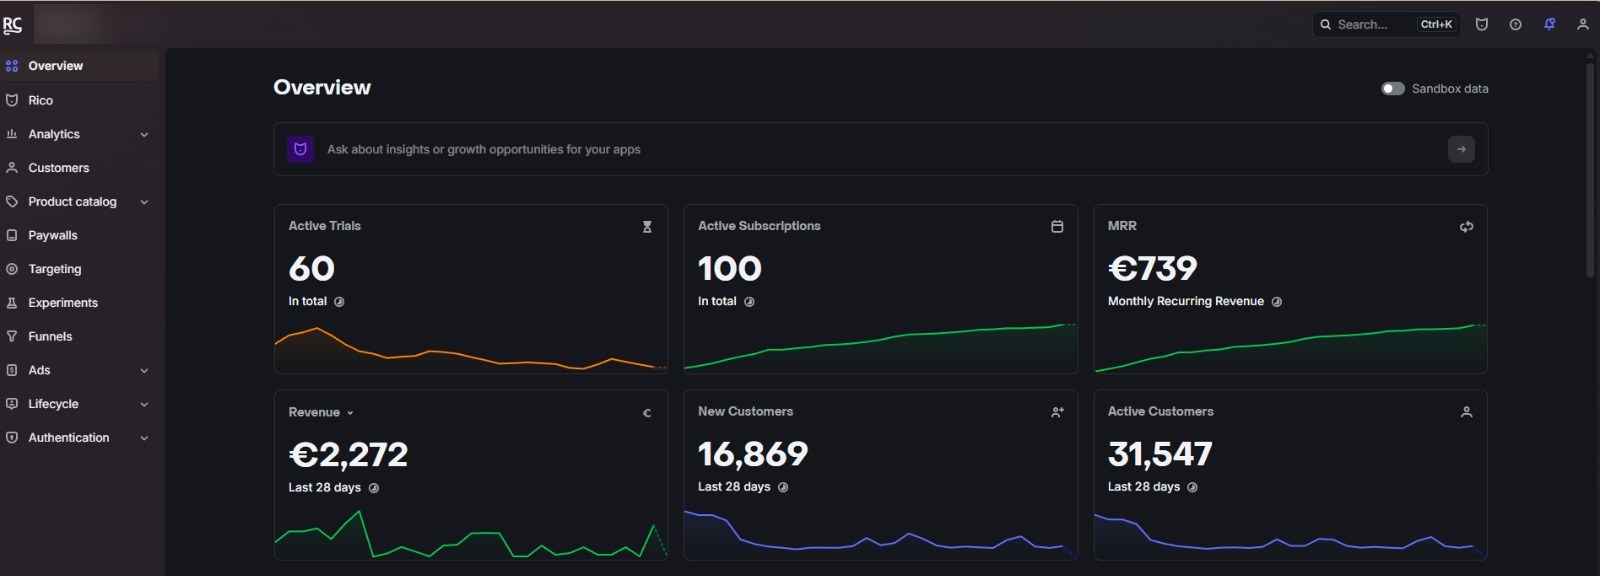 RC
Search... Ctrl+K
Overview
Rico
Analytics
Customers
Product catalog
Paywalls
Targeting
Experiments
Funnels
Ads
Lifecycle
Authentication
Overview
Sandbox data
Ask about insights or growth opportunities for your apps
Active Trials
60
In total
Active Subscriptions
100
In total
MRR
€739
Monthly Recurring Revenue
Revenue
€
€2,272
Last 28 days
New Customers
16,869
Last 28 days
Active Customers
31,547
Last 28 days